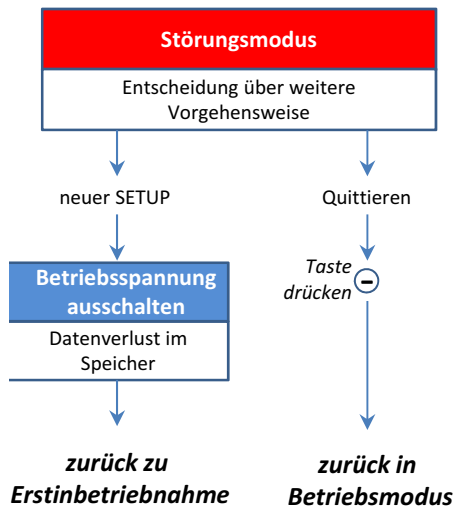 Störungsmodus
Entscheidung über weitere
Vorgehensweise
neuer SETUP
Quittieren
Betriebsspannung
ausschalten
Datenverlust im
Speicher
Taste
drücken
–
zurück zu
Erstinbetriebnahme
zurück in
Betriebsmodus